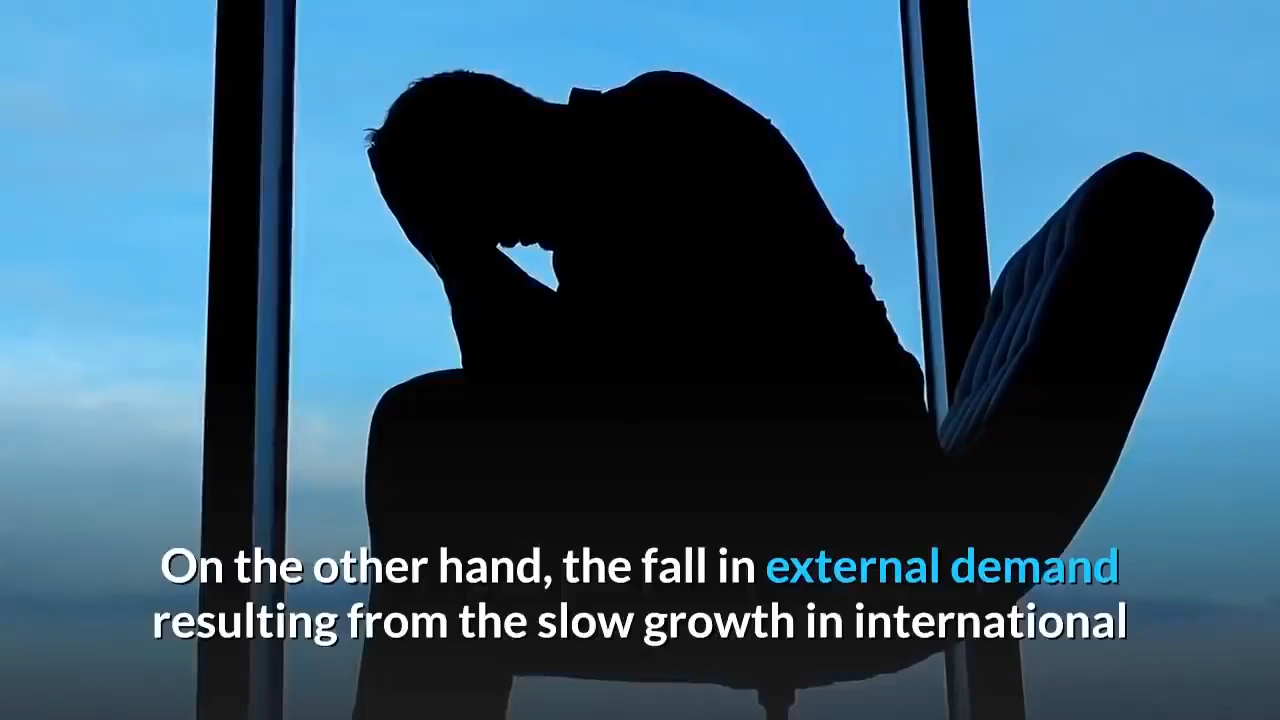 On the other hand, the fall in external demand
resulting from the slow growth in international